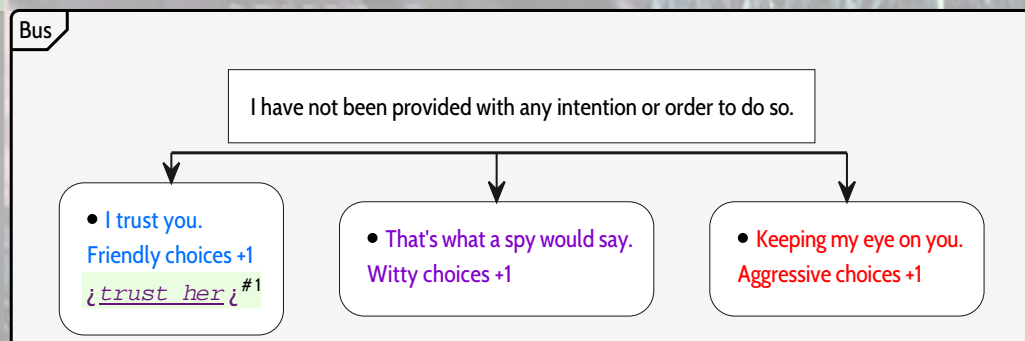 Bus
I have not been provided with any intention or order to do so.
• I trust you.
Friendly choices +1
¿trust her¿#1
• That's what a spy would say.
Witty choices +1
• Keeping my eye on you.
Aggressive choices +1